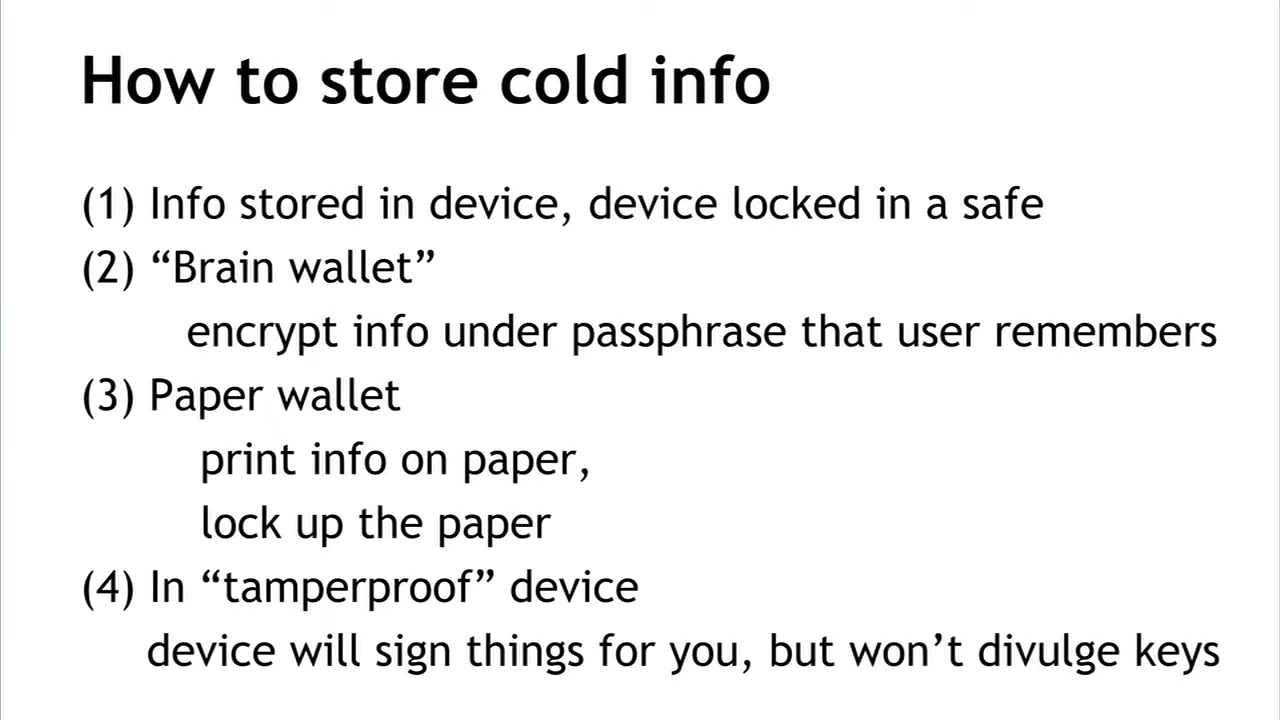 How to store cold info
(1) Info stored in device, device locked in a safe
(2) “Brain wallet”
encrypt info under passphrase that user remembers
(3) Paper wallet
print info on paper,
lock up the paper
(4) In “tamperproof” device
device will sign things for you, but won’t divulge keys